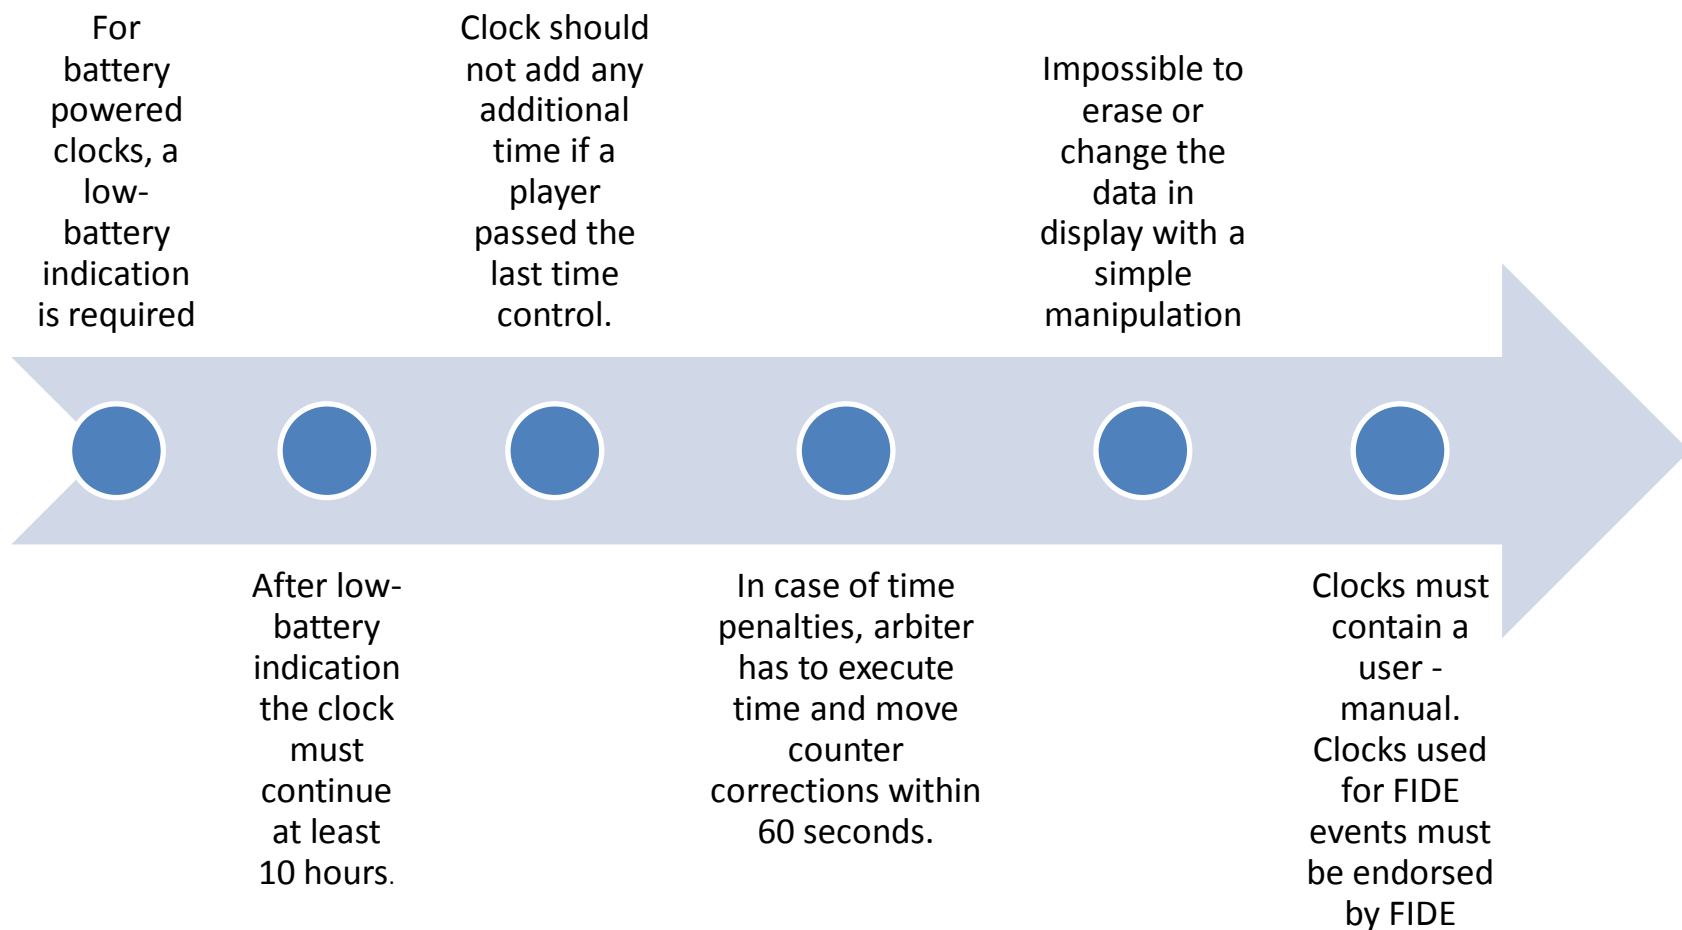 For
battery
powered
clocks, a
low-
battery
indication
is required
After low-
battery
indication
the clock
must
continue
at least
10 hours.
Clock should
not add any
additional
time if a
player
passed the
last time
control.
In case of time
penalties, arbiter
has to execute
time and move
counter
corrections within
60 seconds.
Impossible to
erase or
change the
data in
display with a
simple
manipulation
Clocks must
contain a
user -
manual.
Clocks used
for FIDE
events must
be endorsed
by FIDE